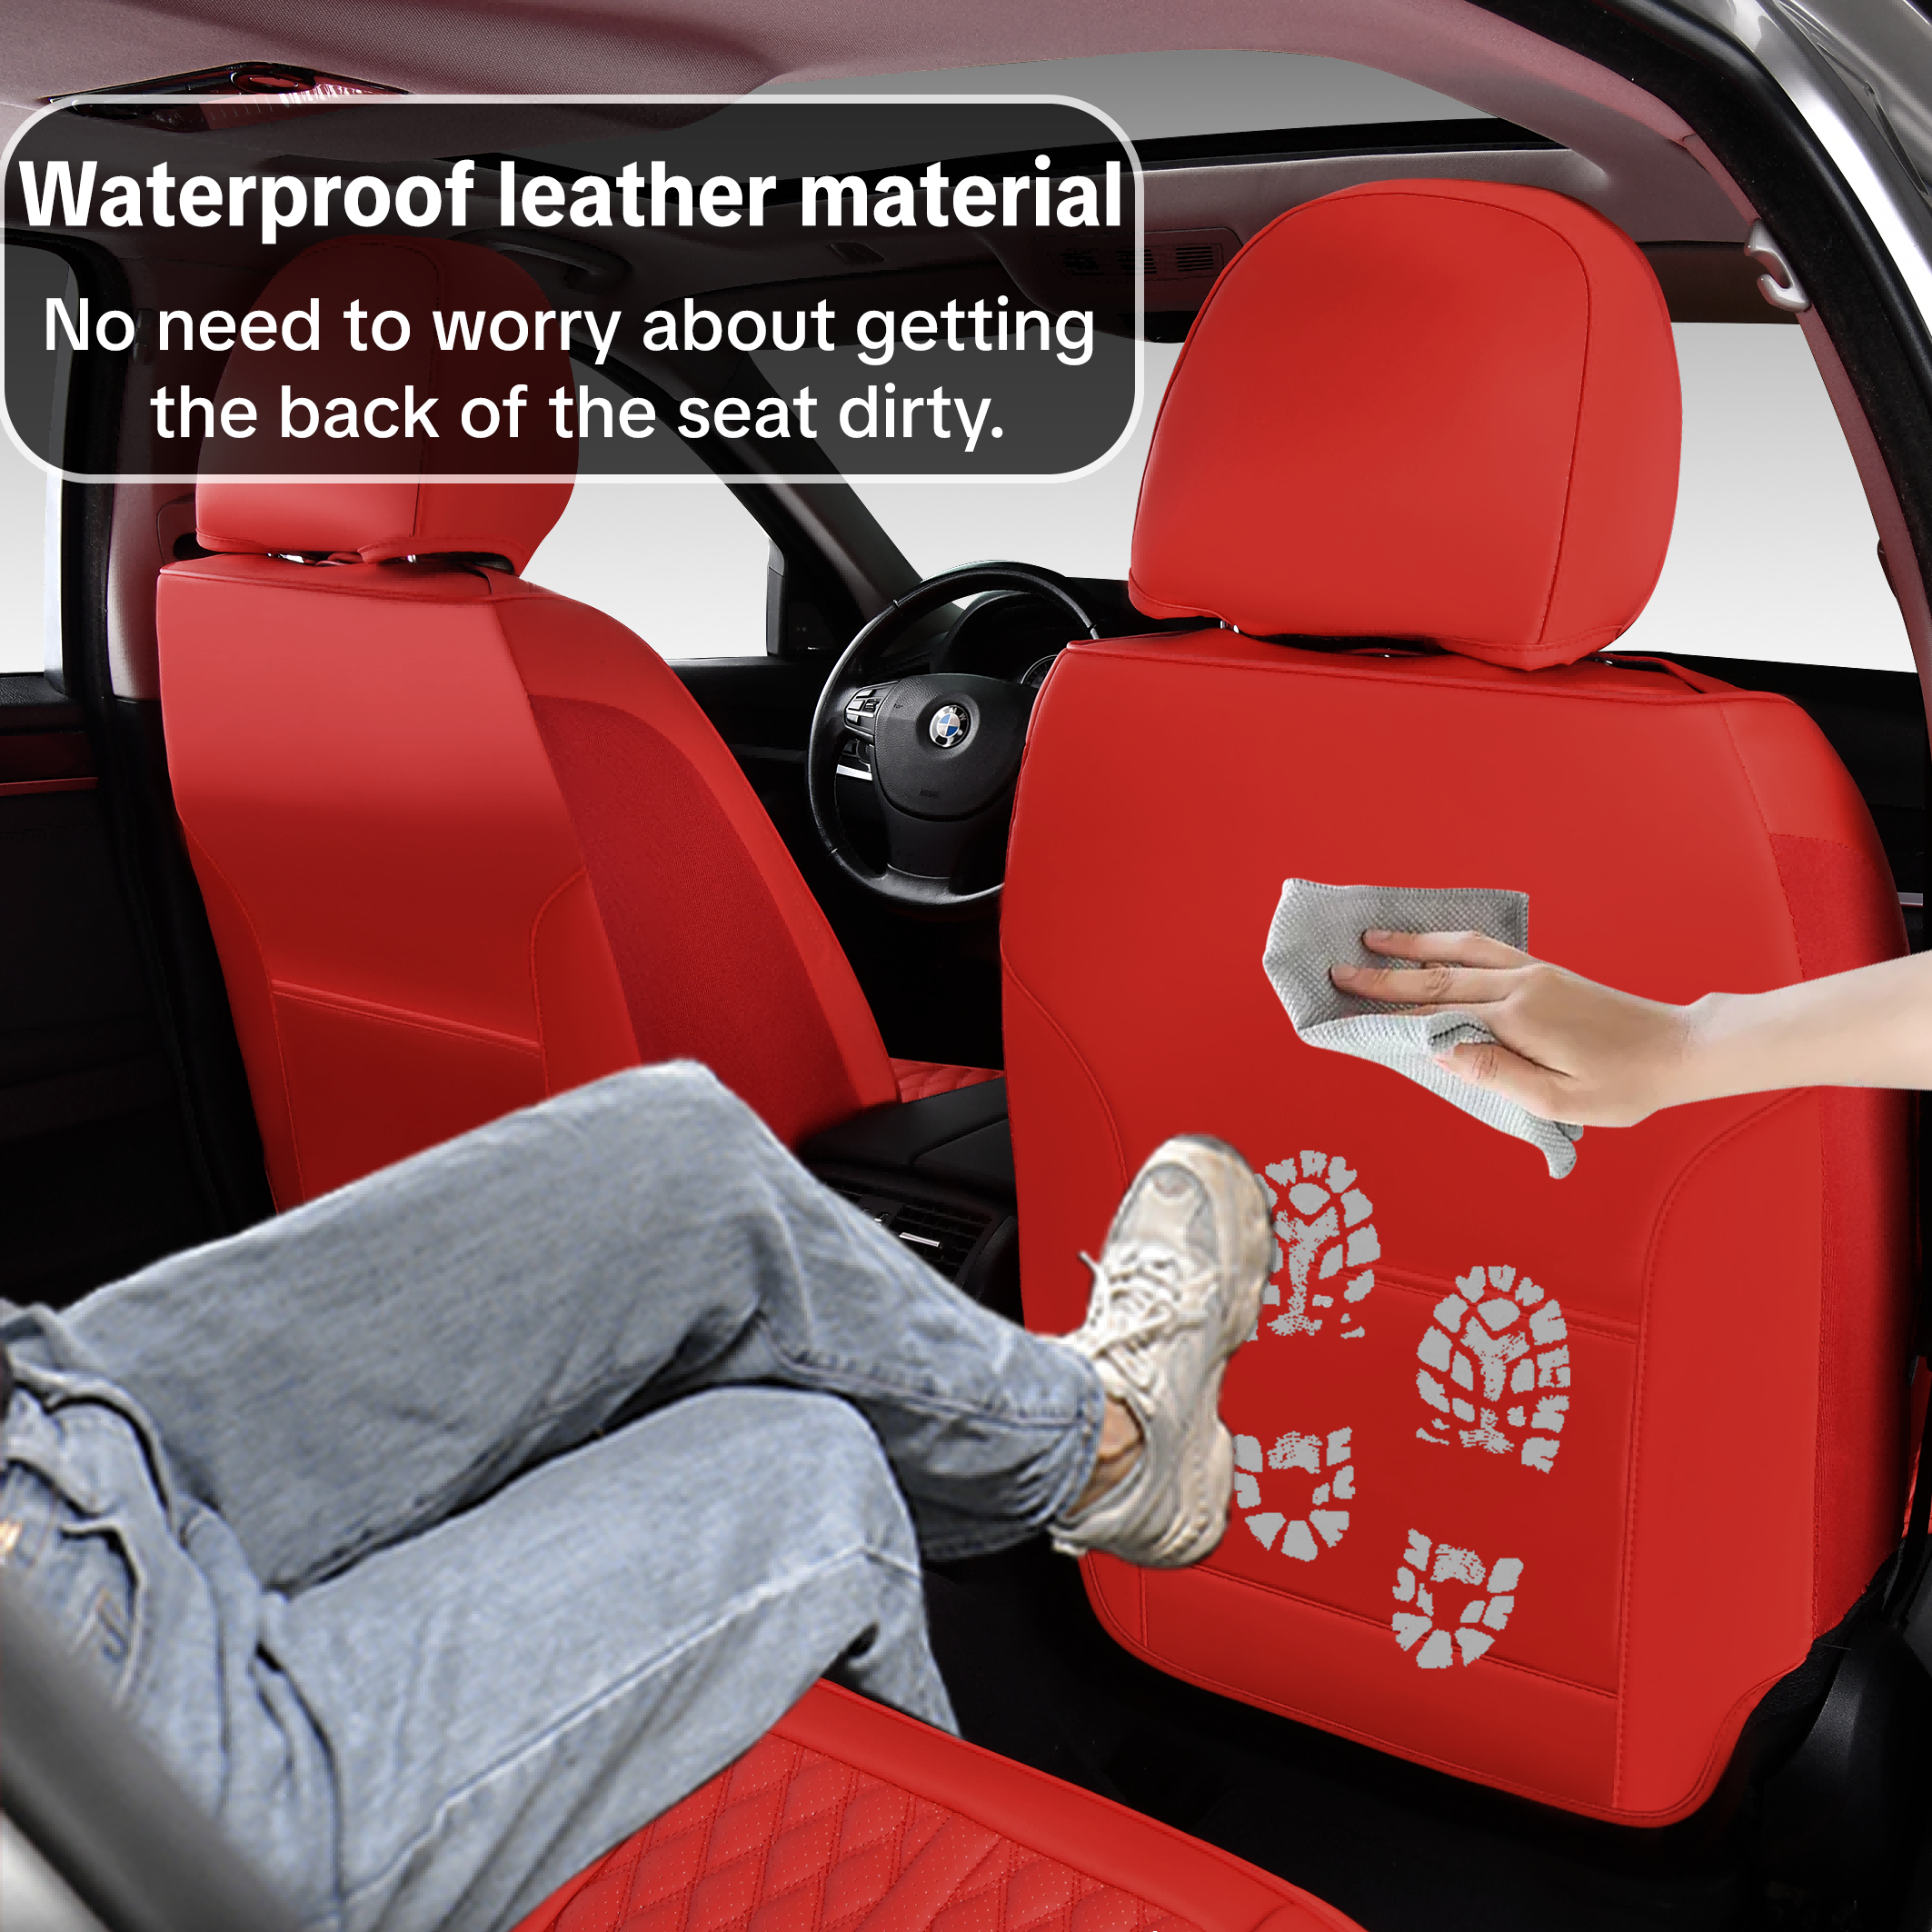 Waterproof leather material
No need to worry about getting
the back of the seat dirty.